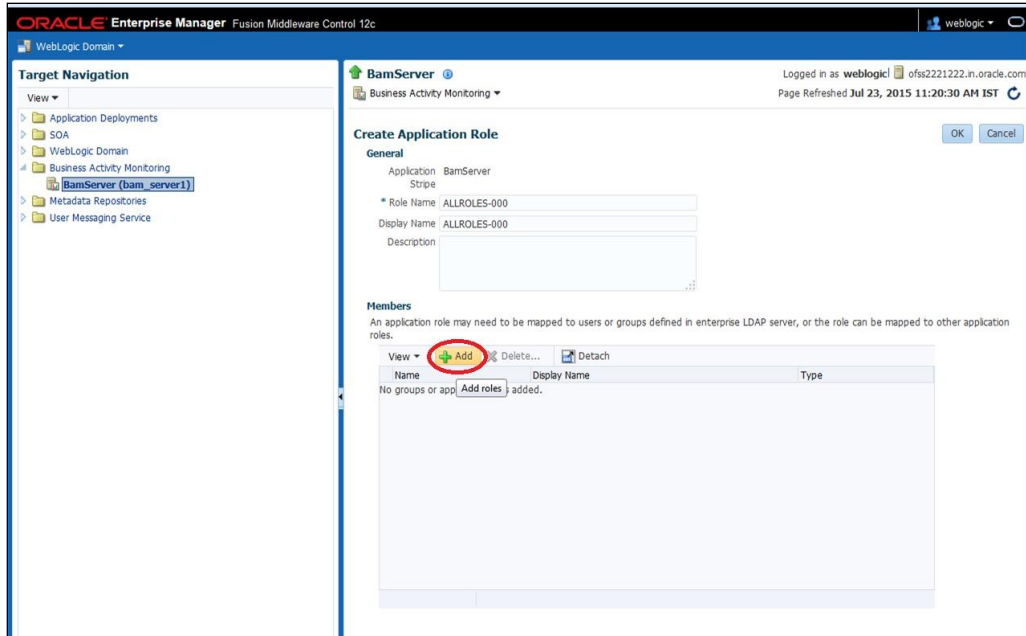 ORACLE Enterprise Manager Fusion Middleware Control 12c
weblogic
WebLogic Domain
Target Navigation
View
Application Deployments
SOA
WebLogic Domain
Business Activity Monitoring
BamServer (bam_server1)
Metadata Repositories
User Messaging Service
BamServer
Logged in as weblogic
ofss2221222.in.oracle.com
Business Activity Monitoring
Page Refreshed Jul 23, 2015 11:20:30 AM IST
Create Application Role
OK
Cancel
General
Application Stripe BamServer
* Role Name ALLROLES-000
Display Name ALLROLES-000
Description
Members
An application role may need to be mapped to users or groups defined in enterprise LDAP server, or the role can be mapped to other application
roles.
View
Add
Delete...
Detach
Name
Display Name
Type
No groups or app
Add roles
added.